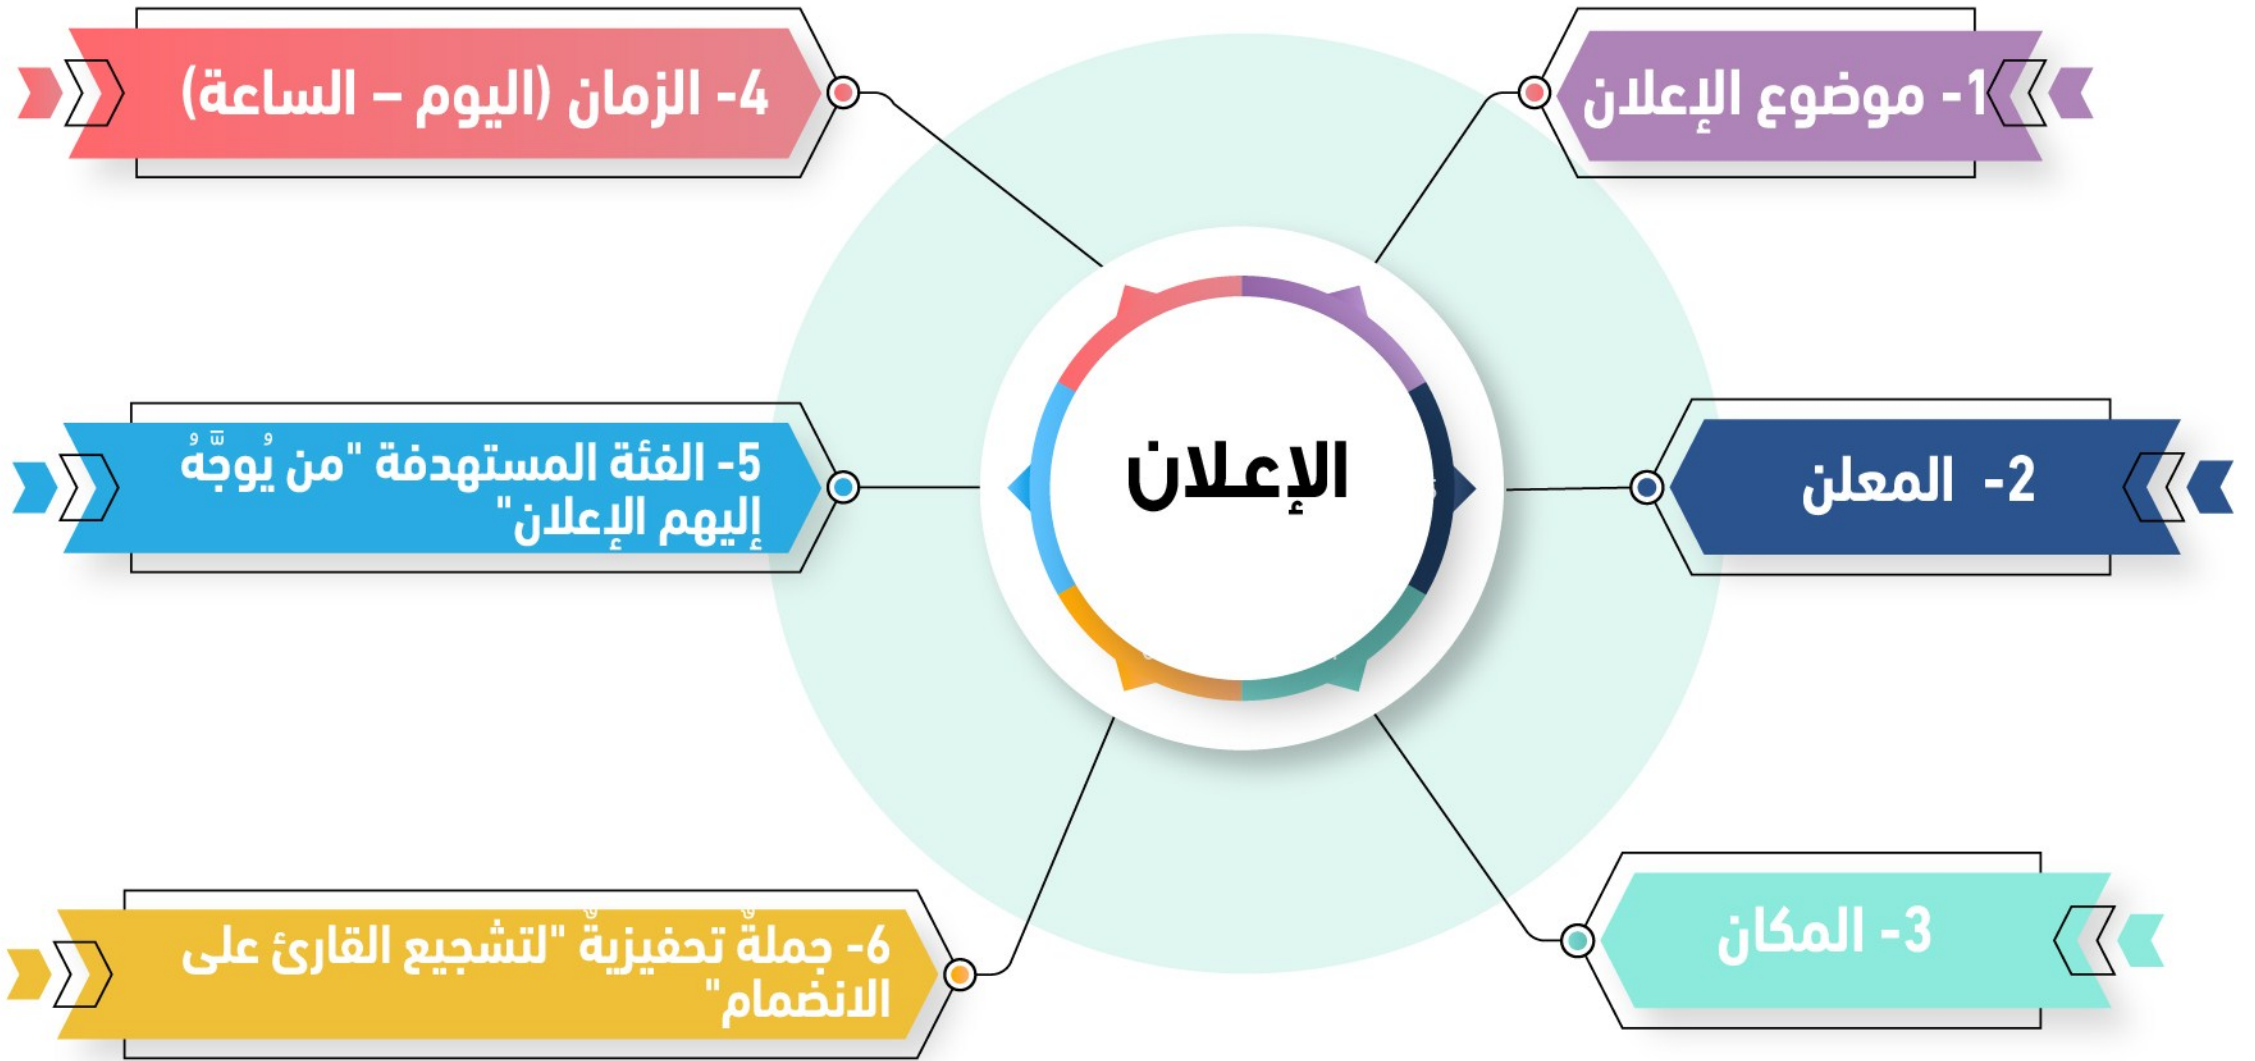 الإعلان
1- موضوع الإعلان
2- المعلن
3- المكان
4- الزمان (اليوم – الساعة)
5- الفئة المستهدفة "من يُوجَّهُ
إليهم الإعلان"
6- جملةٌ تحفيزيةٌ "لتشجيع القارئ على
الانضمام"